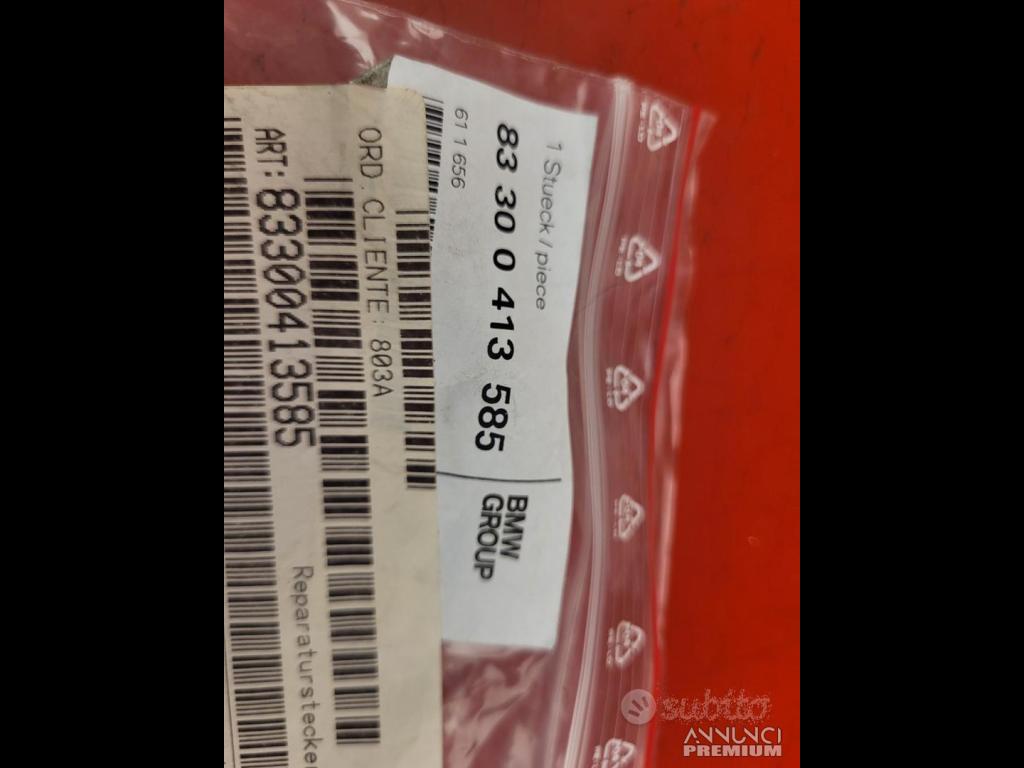 1 Stueck / piece
83 30 0 413 585
61 1 656
BMW
GROUP
ORD.CLIENTE: 803A
ART: 83300413585
Reparaturstecker
subito
ANNUNCI
PREMIUM